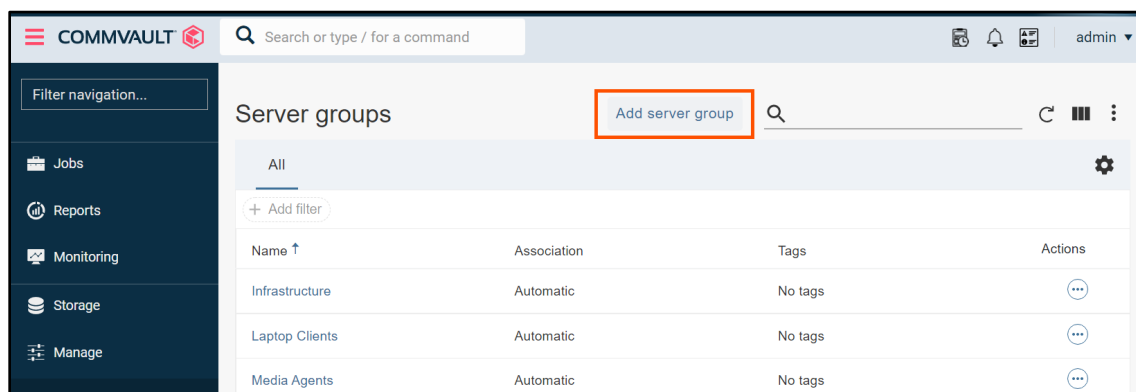 COMMVAULT
Search or type / for a command
admin
Filter navigation...
Jobs
Reports
Monitoring
Storage
Manage
Server groups
Add server group
All
+ Add filter
Name ↑ Association Tags Actions
Infrastructure Automatic No tags
Laptop Clients Automatic No tags
Media Agents Automatic No tags